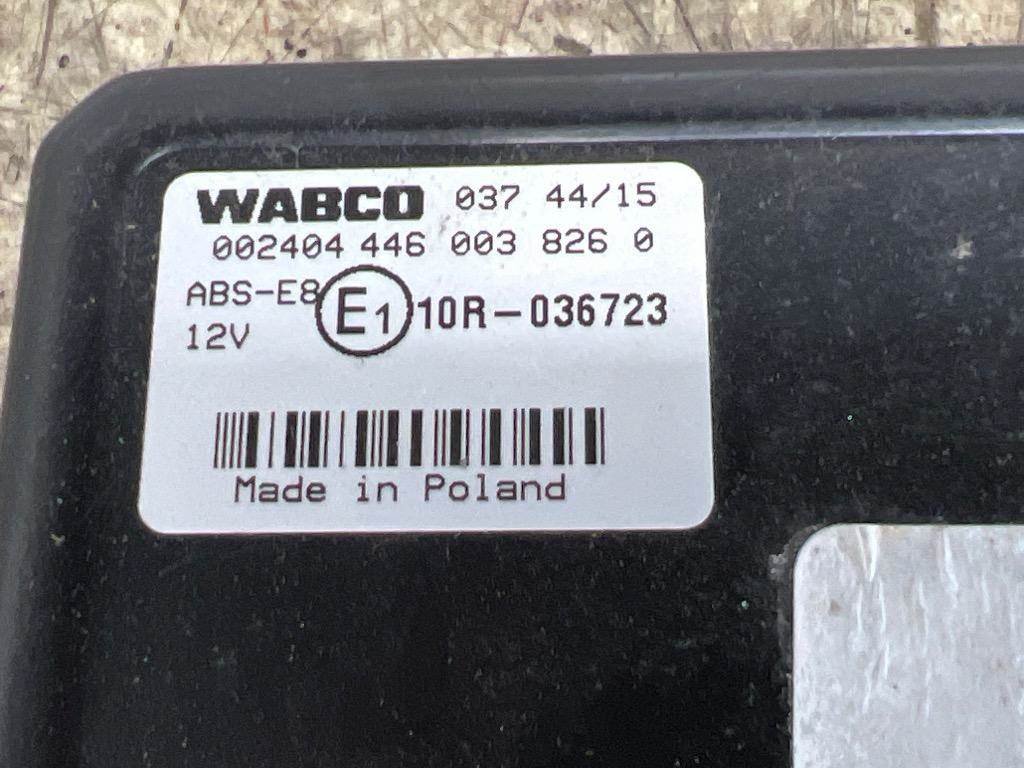 WABCO 037 44/15
002404 446 003 826 0
ABS-E8 E1 10R-036723
12V
Made in Poland